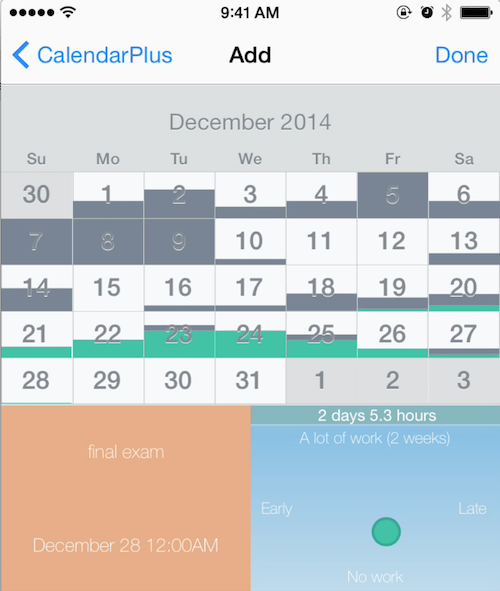 9:41 AM
CalendarPlus Add Done
December 2014
Su Mo Tu We Th Fr Sa
30 1 2 3 4 5 6
7 8 9 10 11 12 13
14 15 16 17 18 19 20
21 22 23 24 25 26 27
28 29 30 31 1 2 3
2 days 5.3 hours
A lot of work (2 weeks)
final exam
Early Late
December 28 12:00AM
No work